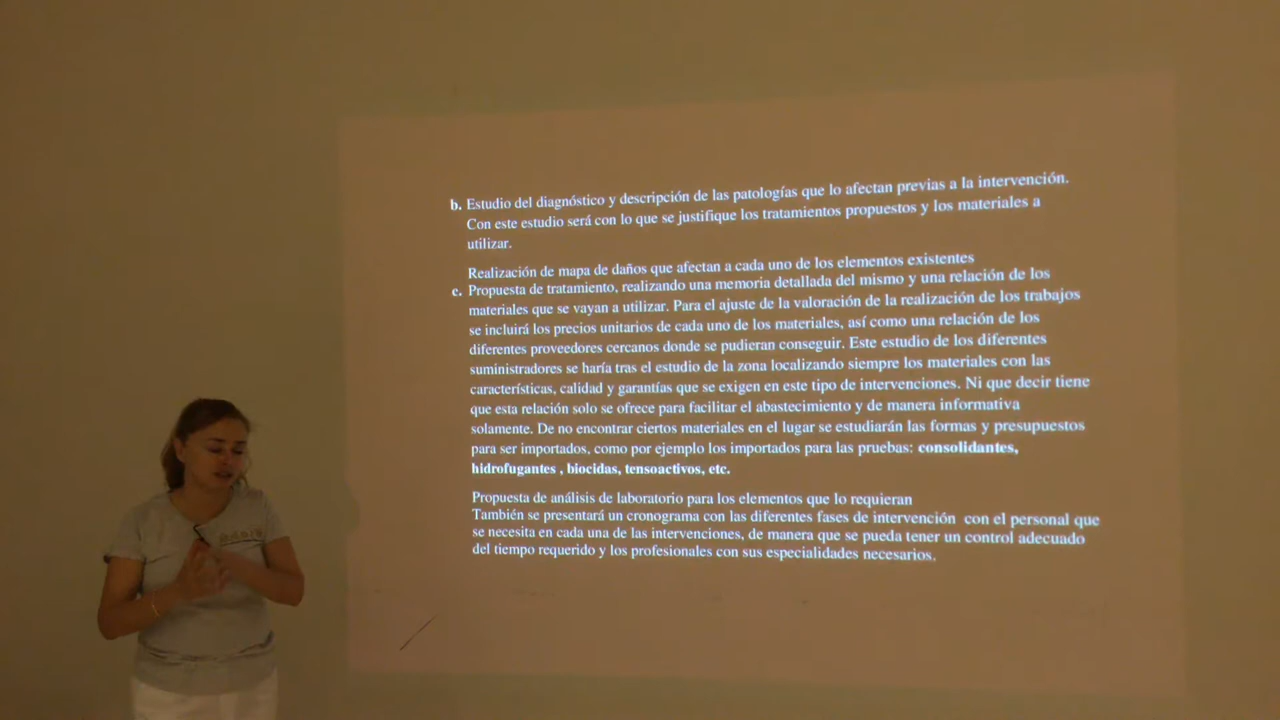 b. Estudio del diagnóstico y descripción de las patologías que lo afectan previas a la intervención.
Con este estudio será con lo que se justifique los tratamientos propuestos y los materiales a
utilizar.
Realización de mapa de daños que afectan a cada uno de los elementos existentes
c. Propuesta de tratamiento, realizando una memoria detallada del mismo y una relación de los
materiales que se vayan a utilizar. Para el ajuste de la valoración de la realización de los trabajos
se incluirá los precios unitarios de cada uno de los materiales, así como una relación de los
diferentes proveedores cercanos donde se pudieran conseguir. Este estudio de los diferentes
suministradores se haría tras el estudio de la zona localizando siempre los materiales con las
características, calidad y garantías que se exigen en este tipo de intervenciones. Ni que decir tiene
que esta relación solo se ofrece para facilitar el abastecimiento y de manera informativa
solamente. De no encontrar ciertos materiales en el lugar se estudiarán las formas y presupuestos
para ser importados, como por ejemplo los importados para las pruebas: consolidantes,
hidrofugantes , biocidas, tensoactivos, etc.
Propuesta de análisis de laboratorio para los elementos que lo requieran
También se presentará un cronograma con las diferentes fases de intervención con el personal que
se necesita en cada una de las intervenciones, de manera que se pueda tener un control adecuado
del tiempo requerido y los profesionales con sus especialidades necesarios.